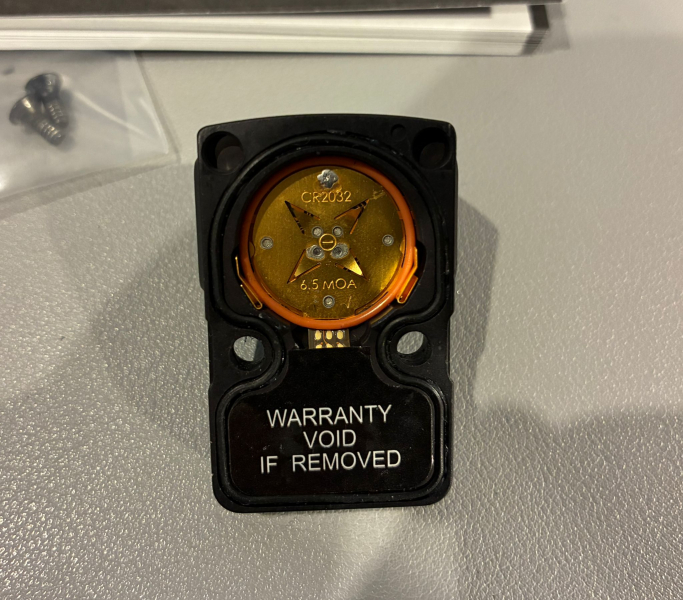 CR2032
6.5 MOA
WARRANTY
VOID
IF REMOVED